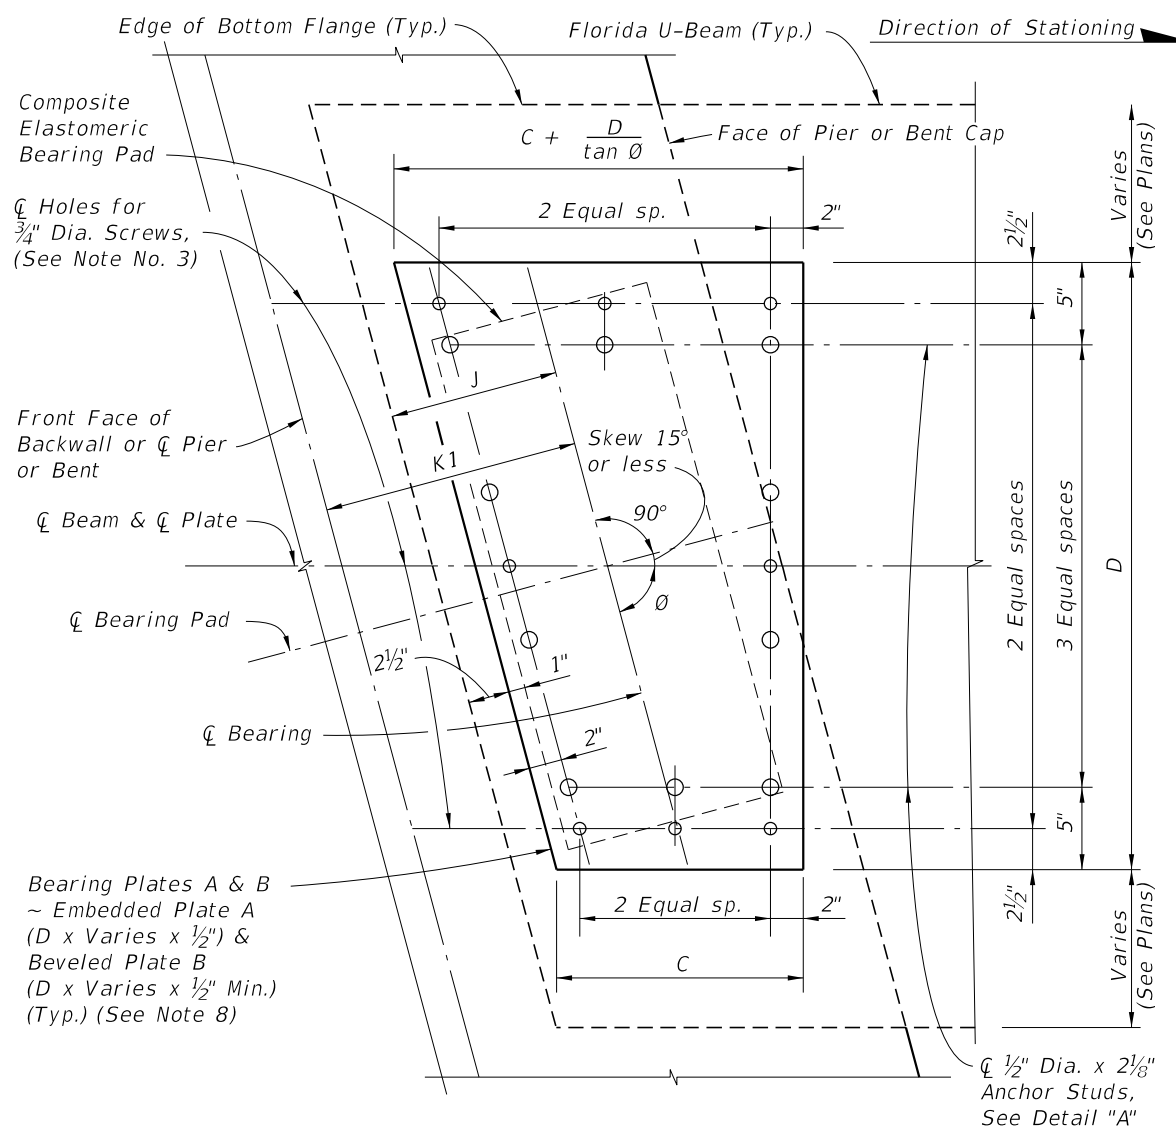 Edge of Bottom Flange (Typ.)
Florida U-Beam (Typ.)
Direction of Stationing
Composite
Elastomeric
Bearing Pad
C + D / tan Ø
Face of Pier or Bent Cap
Varies
(See Plans)
℄ Holes for
¾" Dia. Screws,
(See Note No. 3)
2 Equal sp.
2"
2½"
5"
J
Front Face of
Backwall or ℄ Pier
or Bent
K1
Skew 15°
or less
℄ Beam & ℄ Plate
90°
2 Equal spaces
3 Equal spaces
D
℄ Bearing Pad
Ø
2½"
1"
℄ Bearing
2"
5"
Bearing Plates A & B
~ Embedded Plate A
(D x Varies x ½") &
Beveled Plate B
(D x Varies x ½" Min.)
(Typ.) (See Note 8)
2 Equal sp.
2"
2½"
C
Varies
(See Plans)
℄ ½" Dia. x 2⅛"
Anchor Studs,
See Detail "A"